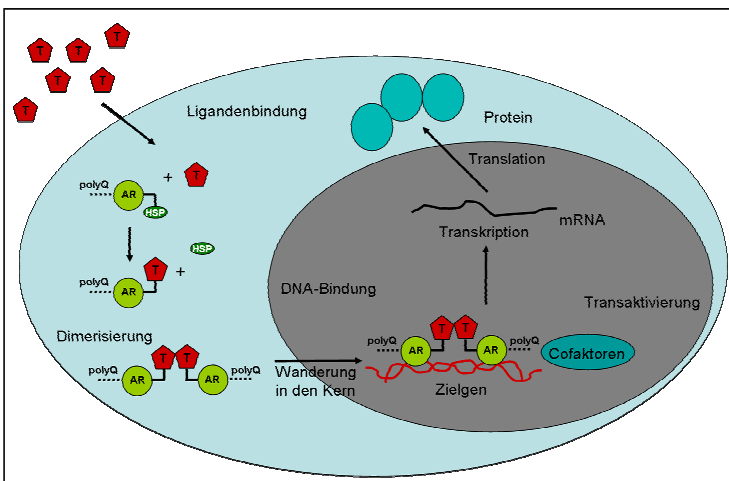 T
T
T
T
T
T
Ligandenbindung
Protein
Translation
polyQ
AR
HSP
+
T
mRNA
Transkription
HSP
polyQ
AR
T
+
DNA-Bindung
Transaktivierung
Dimerisierung
polyQ
AR
T
T
AR
polyQ
Wanderung
in den Kern
polyQ
AR
T
T
AR
polyQ
Cofaktoren
Zielgen